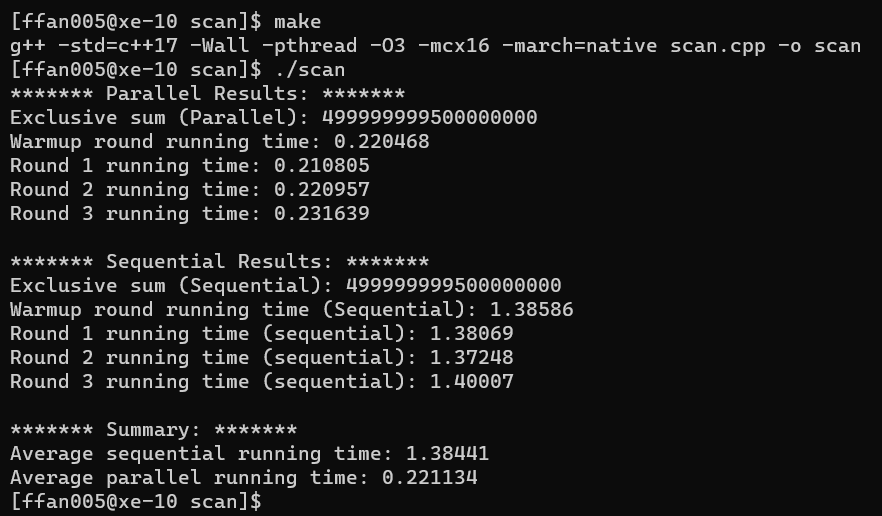 [ffan005@xe-10 scan]$ make
g++ -std=c++17 -Wall -pthread -O3 -mcx16 -march=native scan.cpp -o scan
[ffan005@xe-10 scan]$ ./scan
******* Parallel Results: *******
Exclusive sum (Parallel): 499999999500000000
Warmup round running time: 0.220468
Round 1 running time: 0.210805
Round 2 running time: 0.220957
Round 3 running time: 0.231639
******* Sequential Results: *******
Exclusive sum (Sequential): 499999999500000000
Warmup round running time (Sequential): 1.38586
Round 1 running time (sequential): 1.38069
Round 2 running time (sequential): 1.37248
Round 3 running time (sequential): 1.40007
******* Summary: *******
Average sequential running time: 1.38441
Average parallel running time: 0.221134
[ffan005@xe-10 scan]$